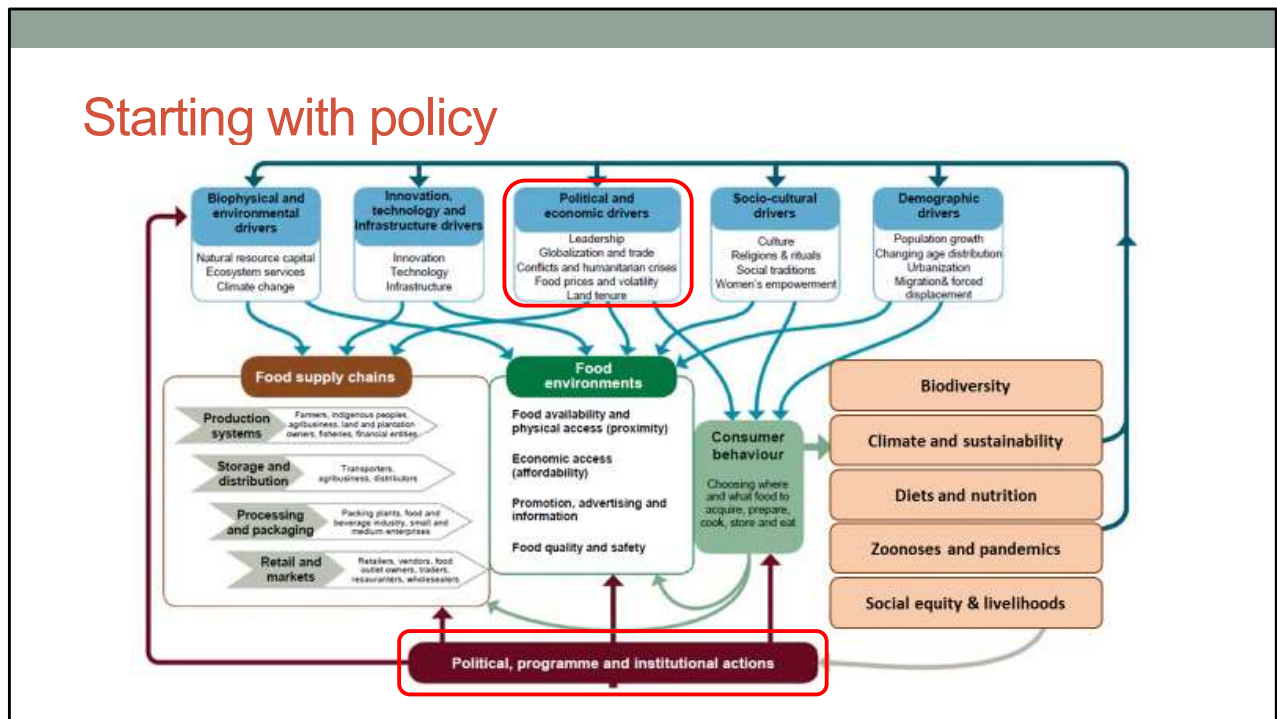 Starting with policy
Biophysical and
environmental
drivers
Natural resource capital
Ecosystem services
Climate change
Innovation,
technology and
Infrastructure drivers
Innovation
Technology
Infrastructure
Political and
economic drivers
Leadership
Globalization and trade
Conflicts and humanitarian crises
Food prices and volatility
Land tenure
Socio-cultural
drivers
Culture
Religions & rituals
Social traditions
Women's empowerment
Demographic
drivers
Population growth
Changing age distribution
Urbanization
Migration& forced
displacement
Food supply chains
Production
systems
Farmers, indigenous peoples,
agribusiness, land and plantation
owners, fisheries, financial entities
Storage and
distribution
Transporters,
agribusiness, distributors
Processing
and packaging
Packing plants, food and
beverage industry, small and
medium enterprises
Retail and
markets
Retailers, vendors, food
outlet owners, traders,
restauranters, wholesalers
Food
environments
Food availability and
physical access (proximity)
Economic access
(affordability)
Promotion, advertising and
information
Food quality and safety
Consumer
behaviour
Choosing where
and what food to
acquire, prepare,
cook, store and eat
Biodiversity
Climate and sustainability
Diets and nutrition
Zoonoses and pandemics
Social equity & livelihoods
Political, programme and institutional actions